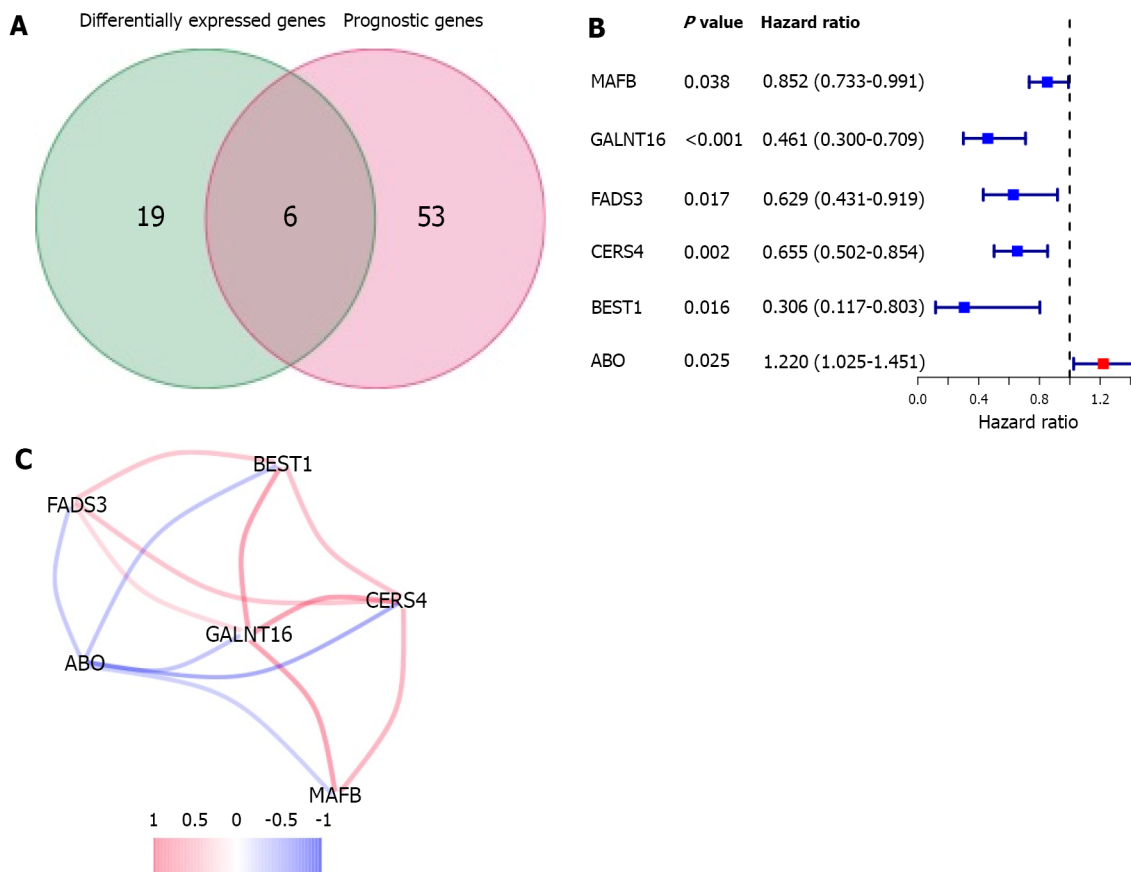 A
Differentially expressed genes
Prognostic genes
19
6
53
B
P value
Hazard ratio
MAFB
0.038
0.852 (0.733-0.991)
GALNT16
<0.001
0.461 (0.300-0.709)
FADS3
0.017
0.629 (0.431-0.919)
CERS4
0.002
0.655 (0.502-0.854)
BEST1
0.016
0.306 (0.117-0.803)
ABO
0.025
1.220 (1.025-1.451)
0.0
0.4
0.8
1.2
Hazard ratio
C
BEST1
FADS3
CERS4
GALNT16
ABO
MAFB
1
0.5
0
-0.5
-1